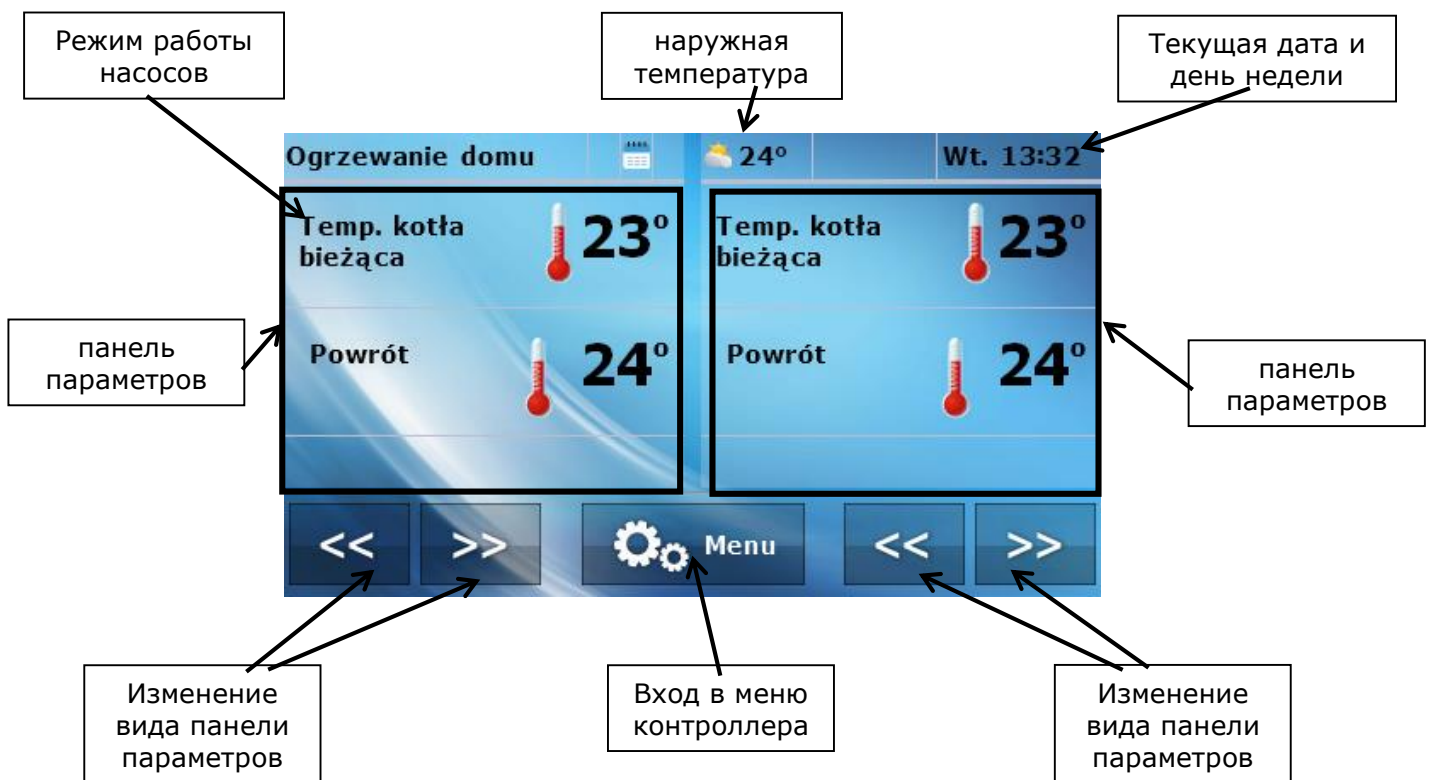 Режим работы
насосов
наружная
температура
Текущая дата и
день недели
Ogrzewanie domu
24°
Wt. 13:32
Temp. kotła
bieżąca
23°
Temp. kotła
bieżąca
23°
панель
параметров
Powrót
24°
Powrót
24°
панель
параметров
<<
>>
Menu
<<
>>
Изменение
вида панели
параметров
Вход в меню
контроллера
Изменение
вида панели
параметров